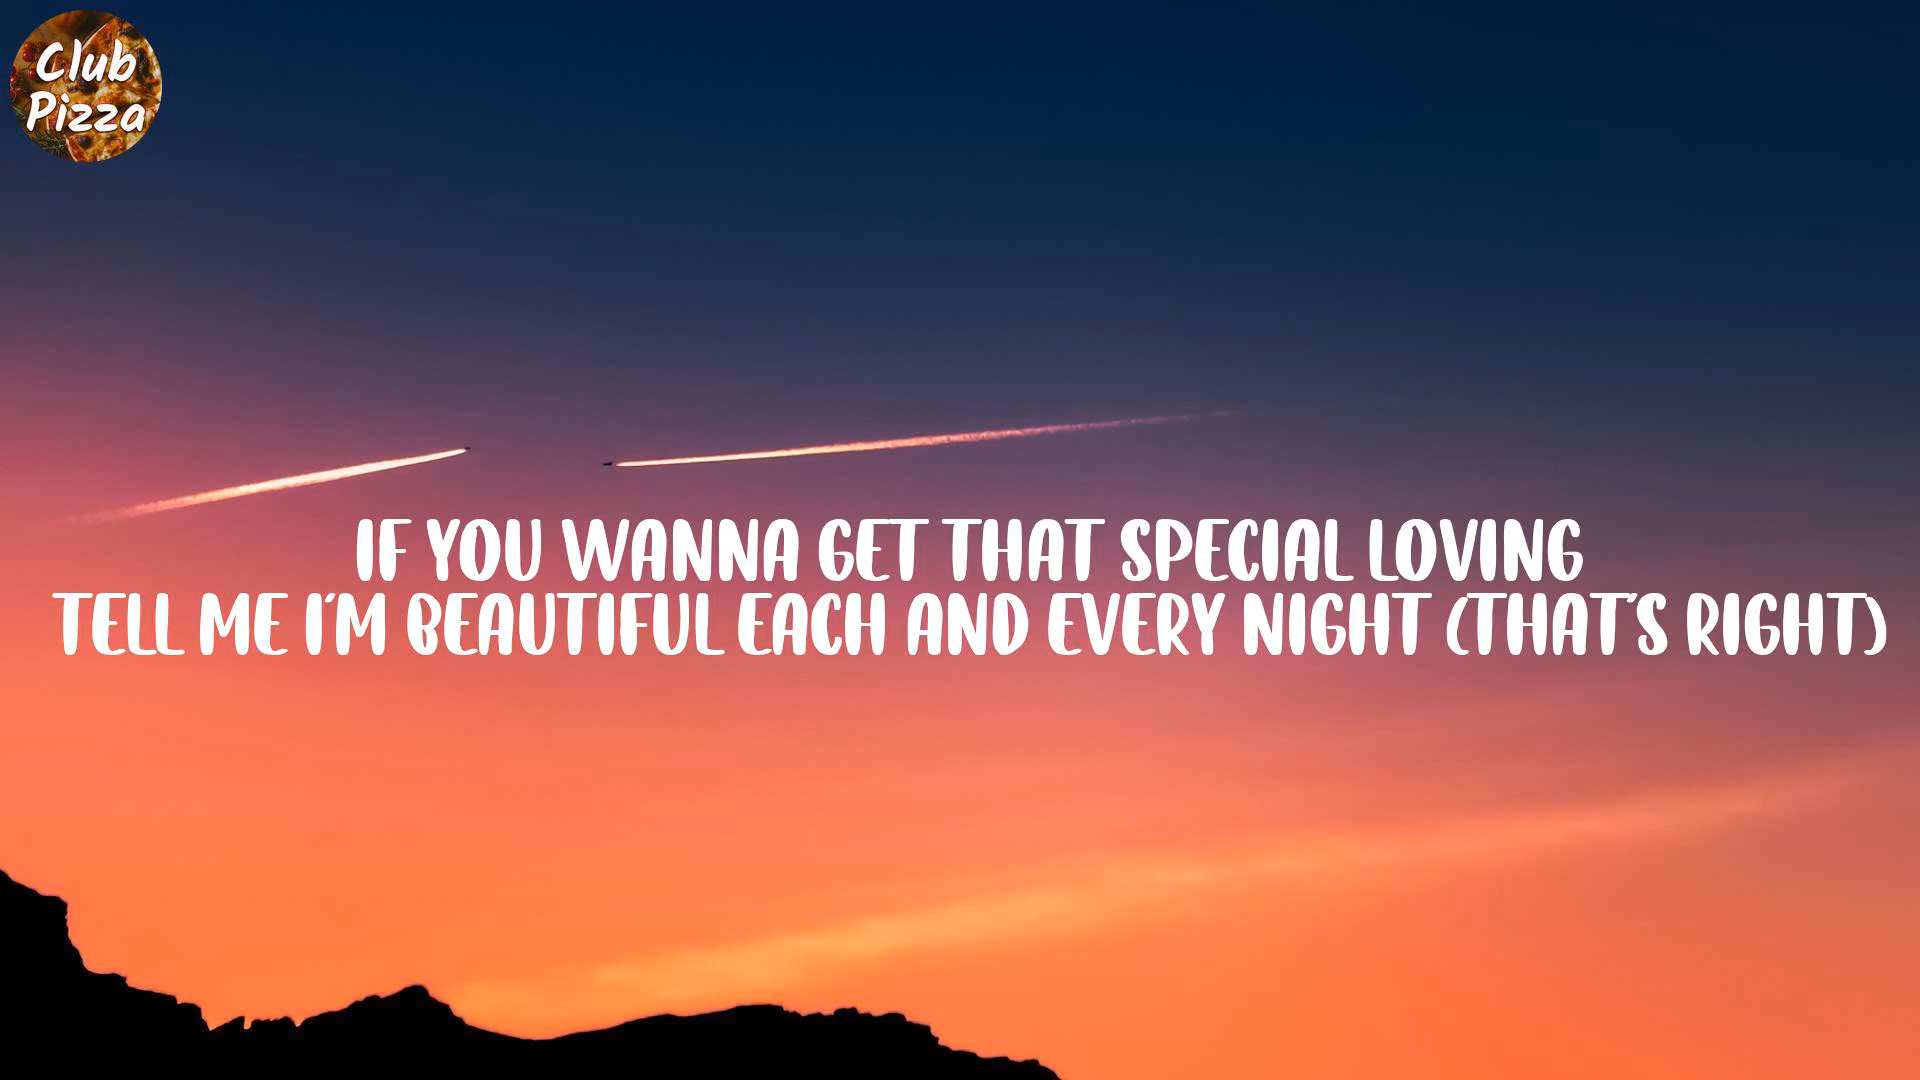 Club
Pizza
IF YOU WANNA GET THAT SPECIAL LOVING
TELL ME I'M BEAUTIFUL EACH AND EVERY NIGHT (THAT'S RIGHT)